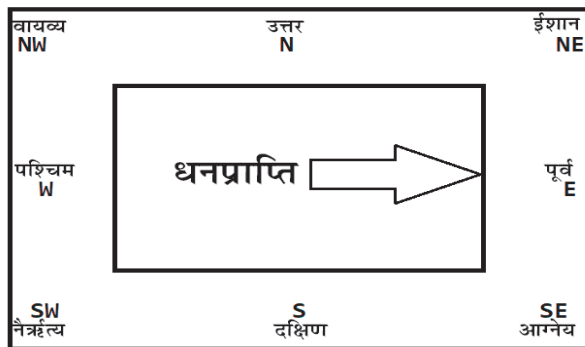 वायव्य
NW
उत्तर
N
ईशान
NE
पश्चिम
W
धनप्राप्ति
पूर्व
E
SW
नैर्ऋत्य
S
दक्षिण
SE
आग्नेय